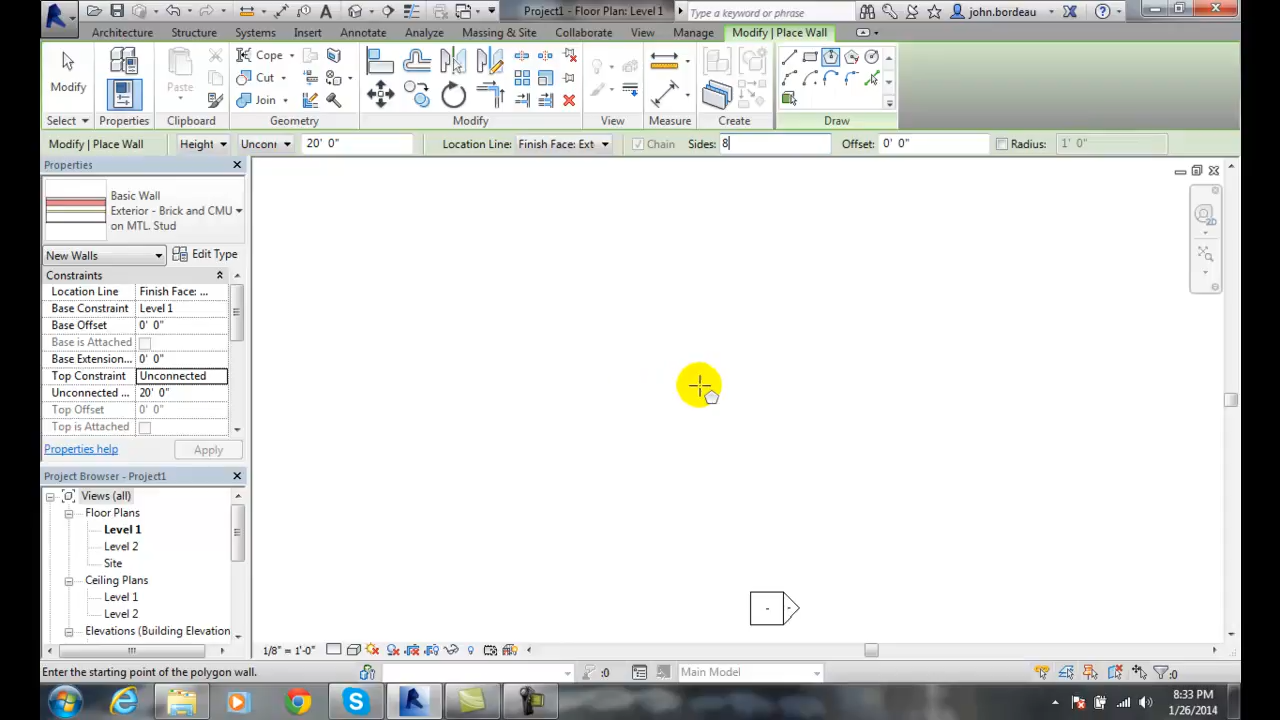 Project1 - Floor Plan: Level 1
Type a keyword or phrase
john.bordeau
Architecture Structure Systems Insert Annotate Analyze Massing & Site Collaborate View Manage Modify | Place Wall
Modify Paste Cope Cut Join
Select Properties Clipboard Geometry Modify View Measure Create Draw
Modify | Place Wall Height Unconr 20' 0" Location Line: Finish Face: Ext Chain Sides: 8 Offset: 0' 0" Radius: 1' 0"
Properties
Basic Wall
Exterior - Brick and CMU
on MTL. Stud
New Walls Edit Type
Constraints
Location Line Finish Face: ...
Base Constraint Level 1
Base Offset 0' 0"
Base is Attached
Base Extension... 0' 0"
Top Constraint Unconnected
Unconnected ... 20' 0"
Top Offset 0' 0"
Top is Attached
Properties help Apply
Project Browser - Project1
Views (all)
Floor Plans
Level 1
Level 2
Site
Ceiling Plans
Level 1
Level 2
Elevations (Building Elevation
2D
1/8" = 1'-0"
Enter the starting point of the polygon wall.
:0 Main Model :0
8:33 PM
1/26/2014